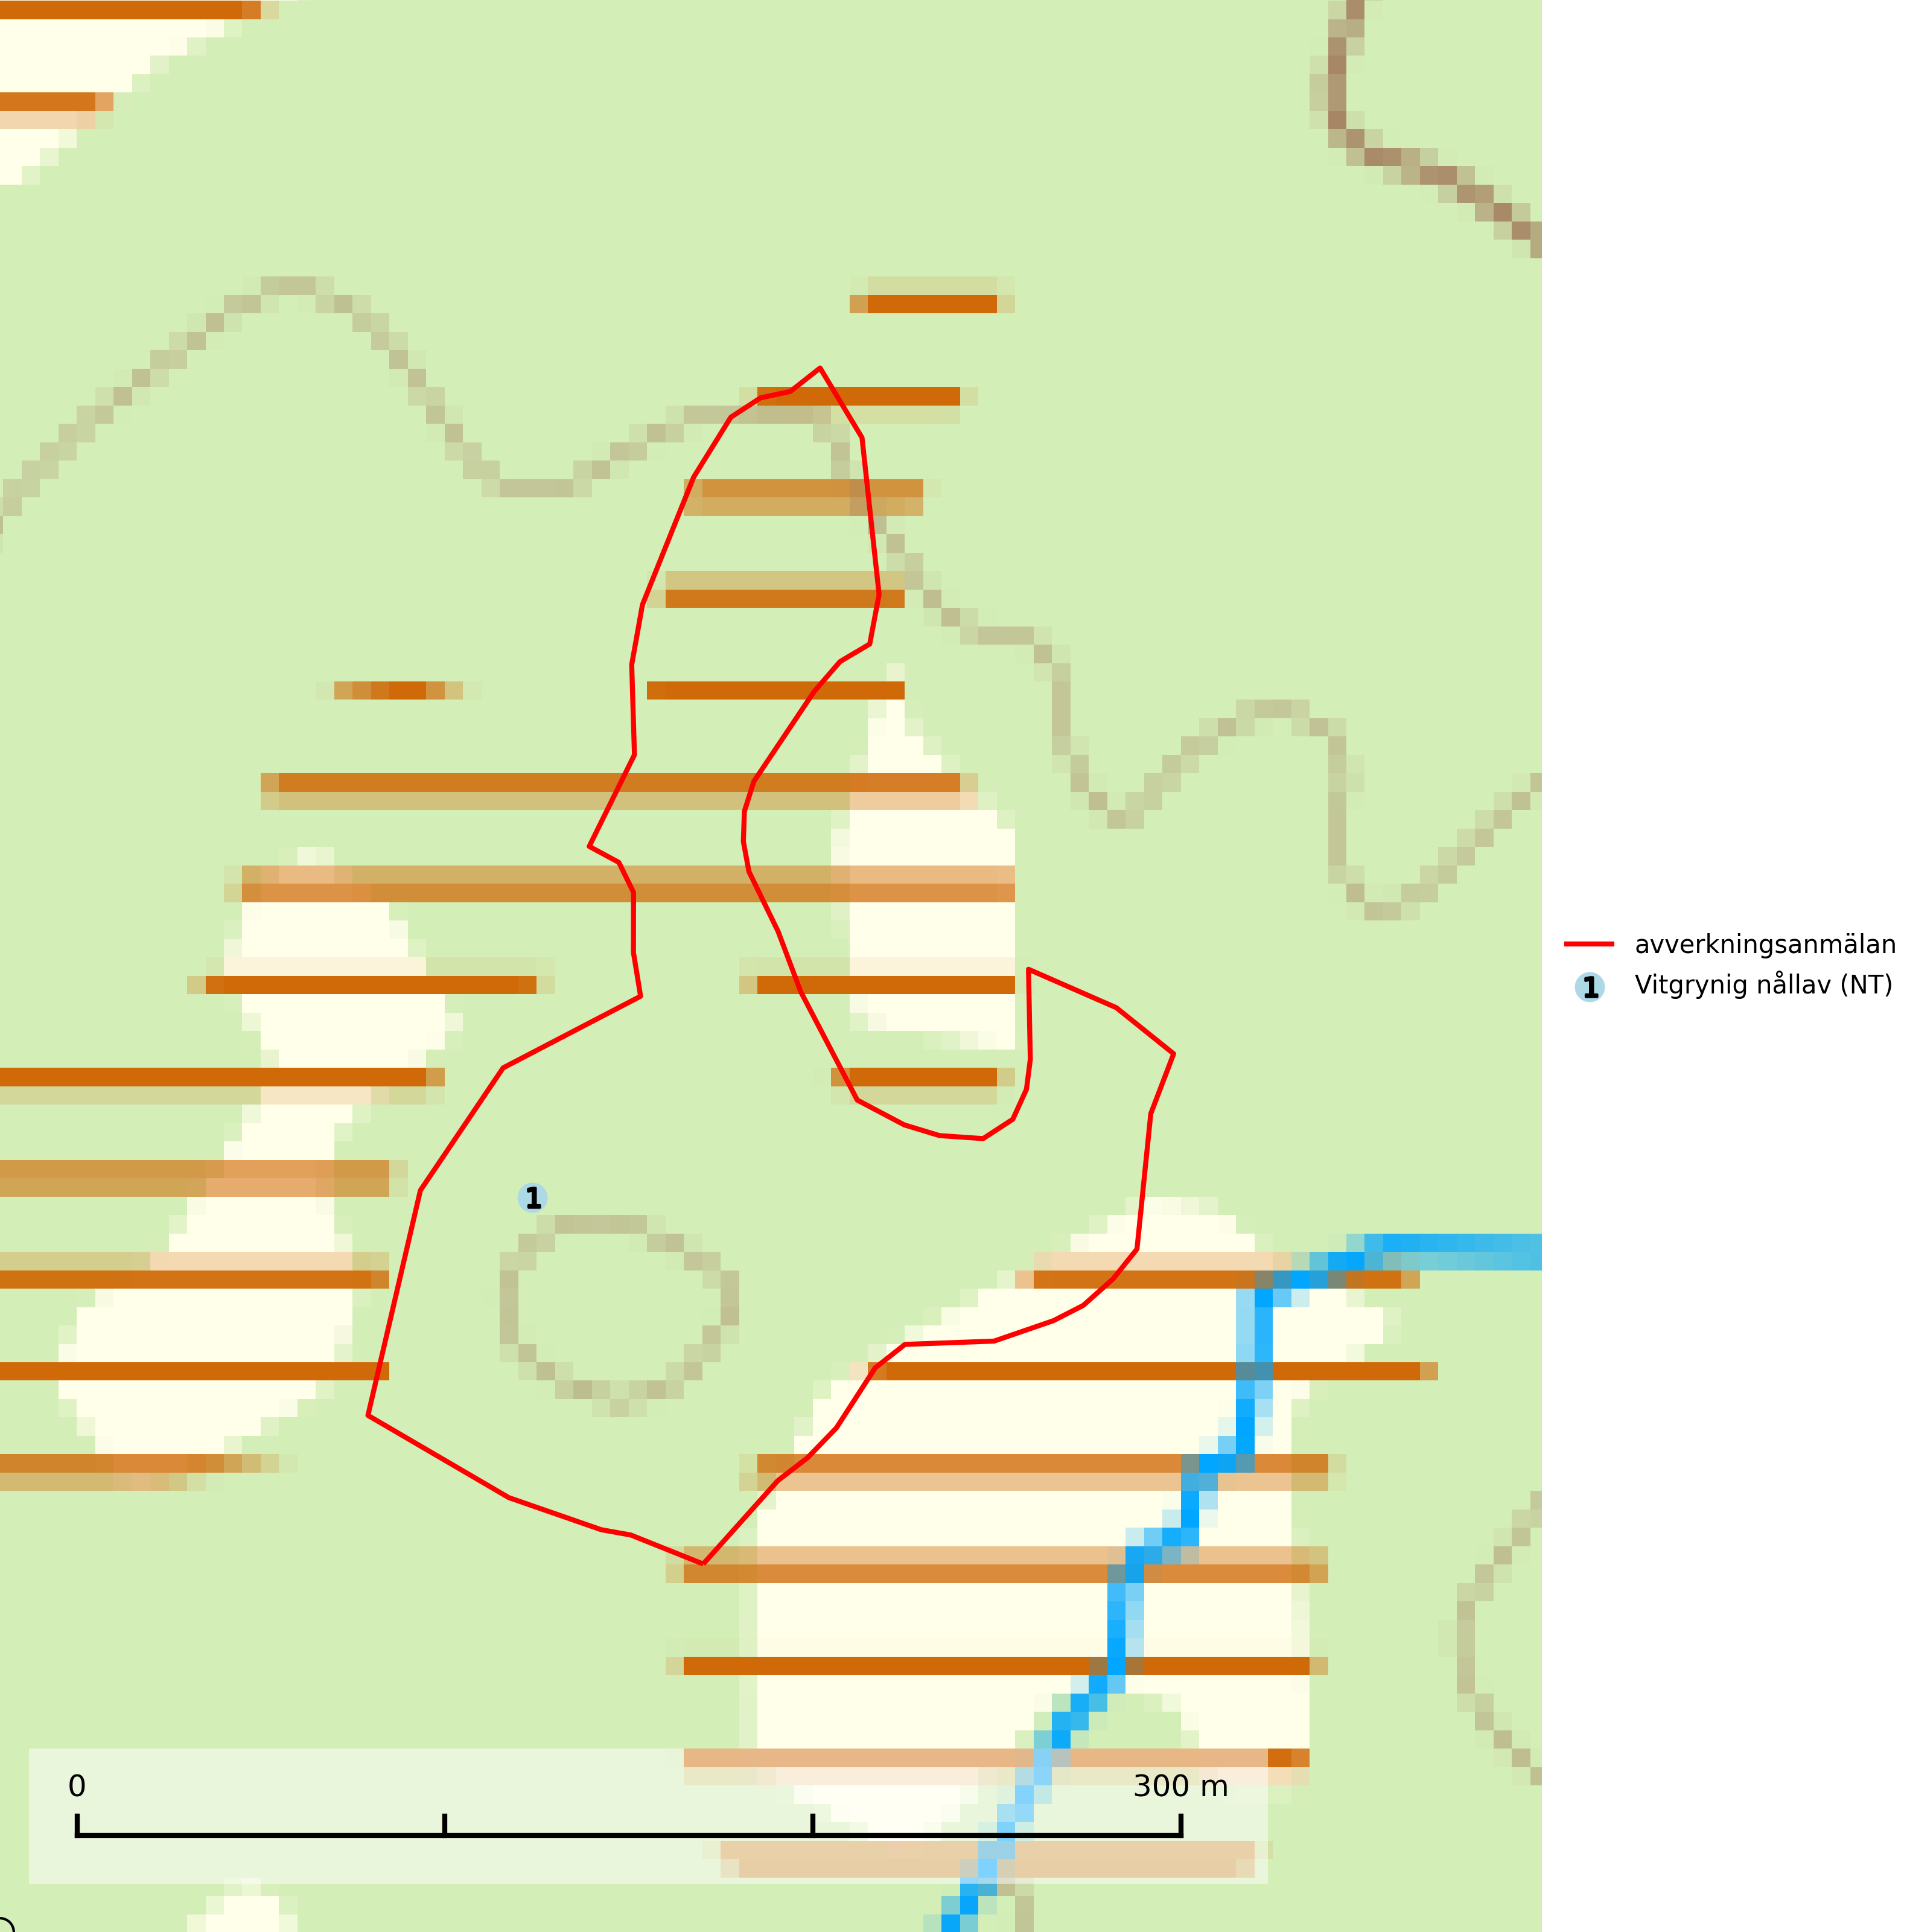 avverkningsanmälan
1 Vitgrynig nållav (NT)
1
0 300 m